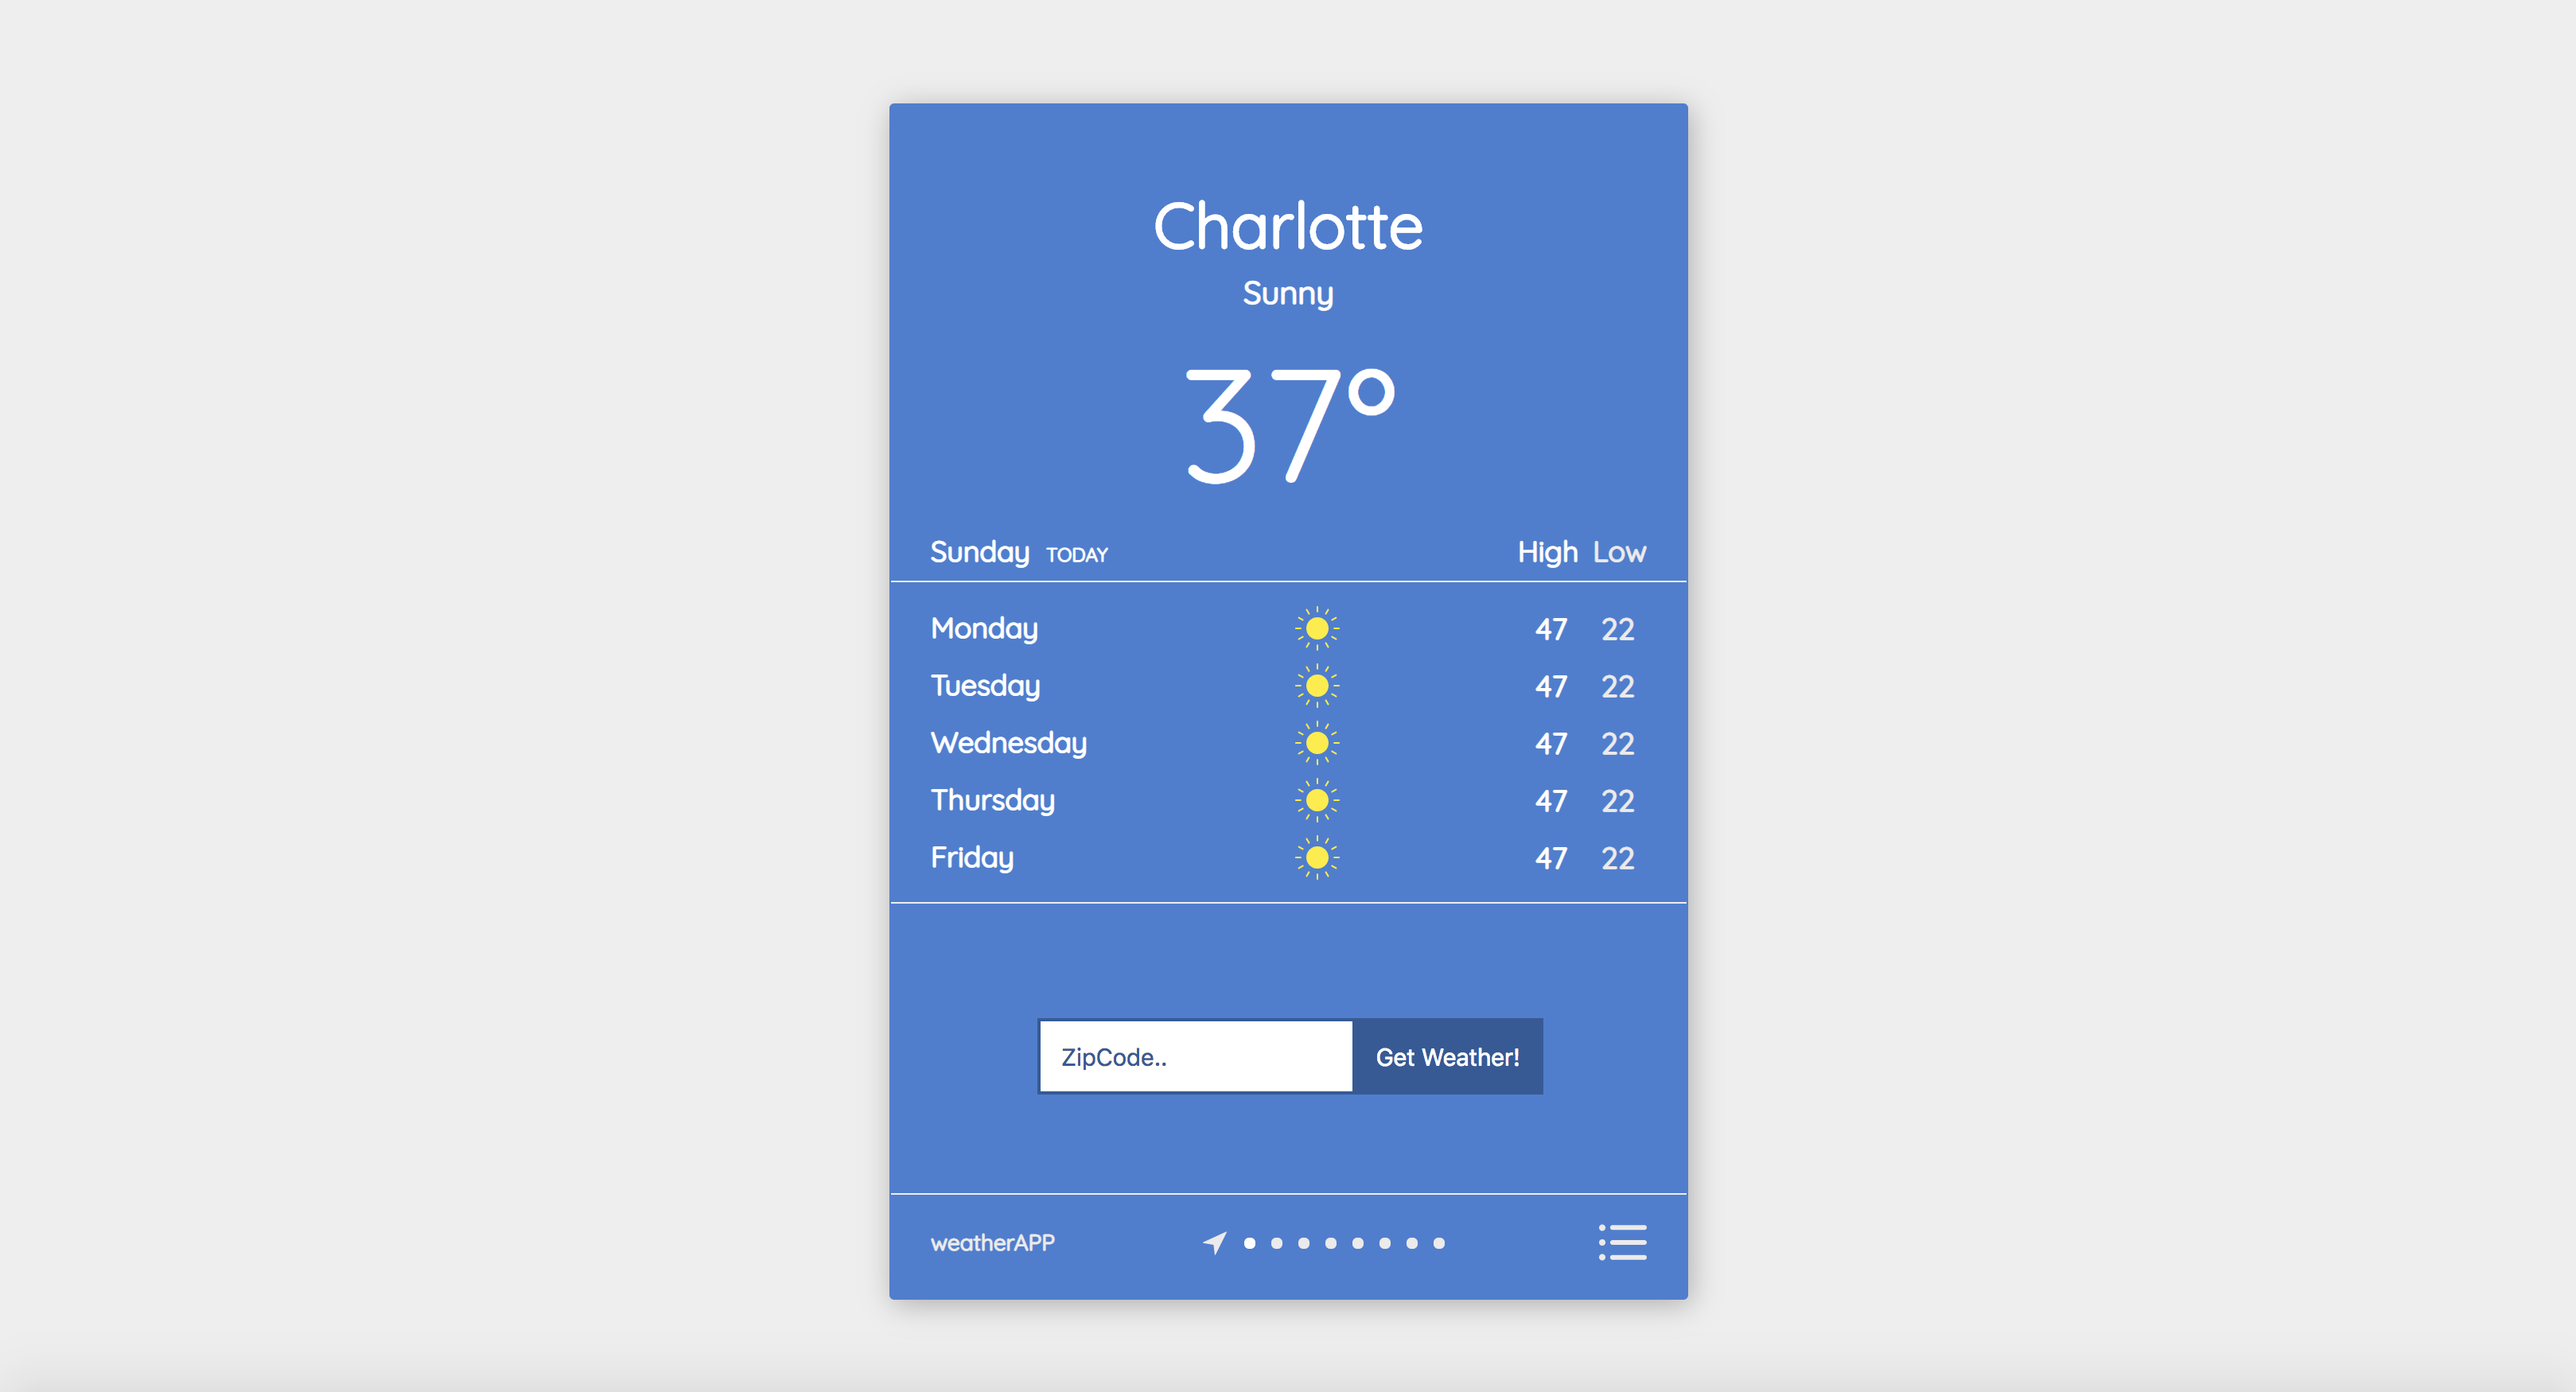 Charlotte
Sunny
37°
Sunday TODAY High Low
Monday 47 22
Tuesday 47 22
Wednesday 47 22
Thursday 47 22
Friday 47 22
ZipCode.. Get Weather!
weatherAPP